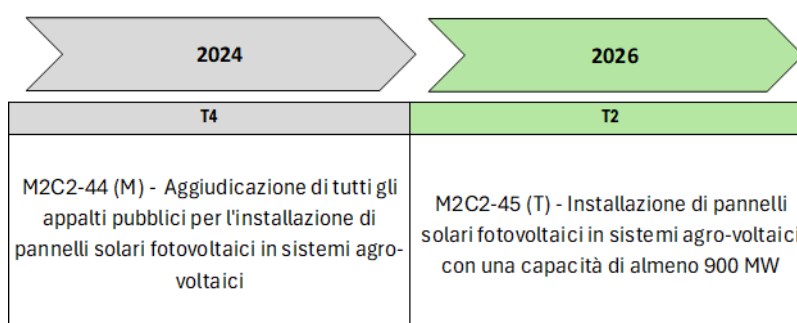 2024
2026
T4
T2
M2C2-44 (M) - Aggiudicazione di tutti gli
appalti pubblici per l'installazione di
pannelli solari fotovoltaici in sistemi agro-
voltaici
M2C2-45 (T) - Installazione di pannelli
solari fotovoltaici in sistemi agro-voltaici
con una capacità di almeno 900 MW